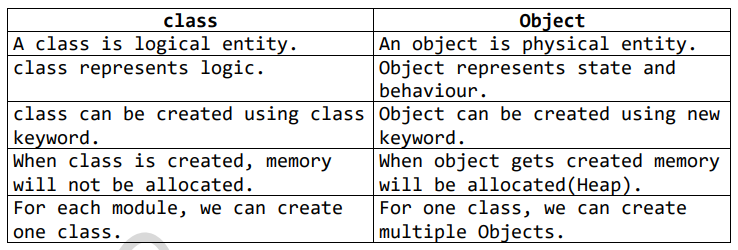 class Object
A class is logical entity. An object is physical entity.
class represents logic. Object represents state and
behaviour.
class can be created using class Object can be created using new
keyword. keyword.
When class is created, memory When object gets created memory
will not be allocated. will be allocated(Heap).
For each module, we can create For one class, we can create
one class. multiple Objects.